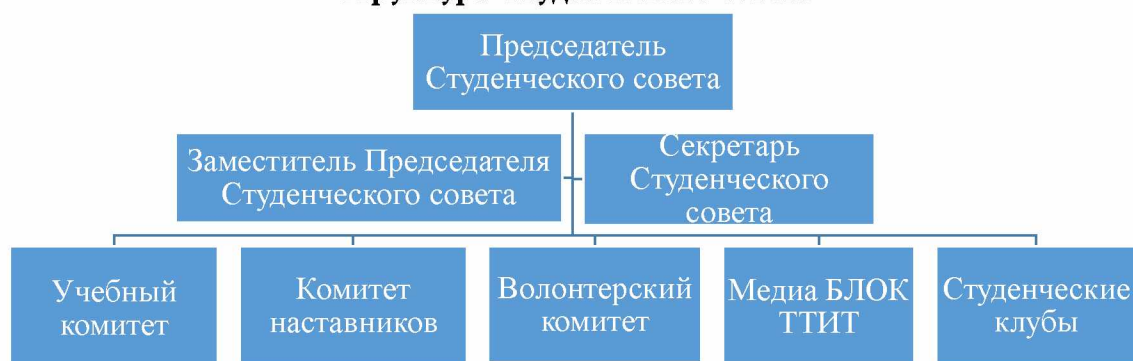 Председатель
Студенческого совета
Заместитель Председателя
Студенческого совета
Секретарь
Студенческого
совета
Учебный
комитет
Комитет
наставников
Волонтерский
комитет
Медиа БЛОК
ТТИТ
Студенческие
клубы